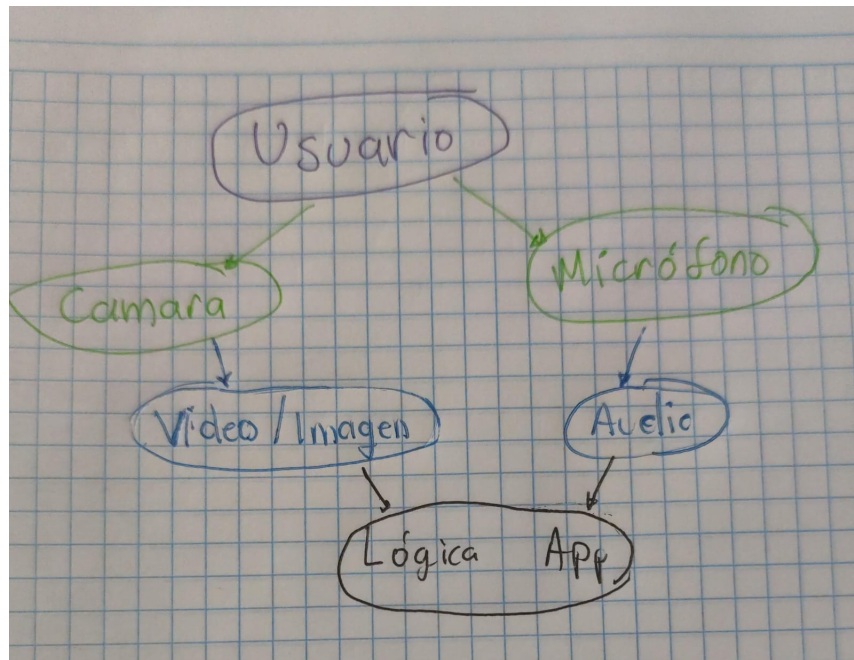 Usuario
Camara
Micrófono
Video / Imagen
Audio
Lógica App